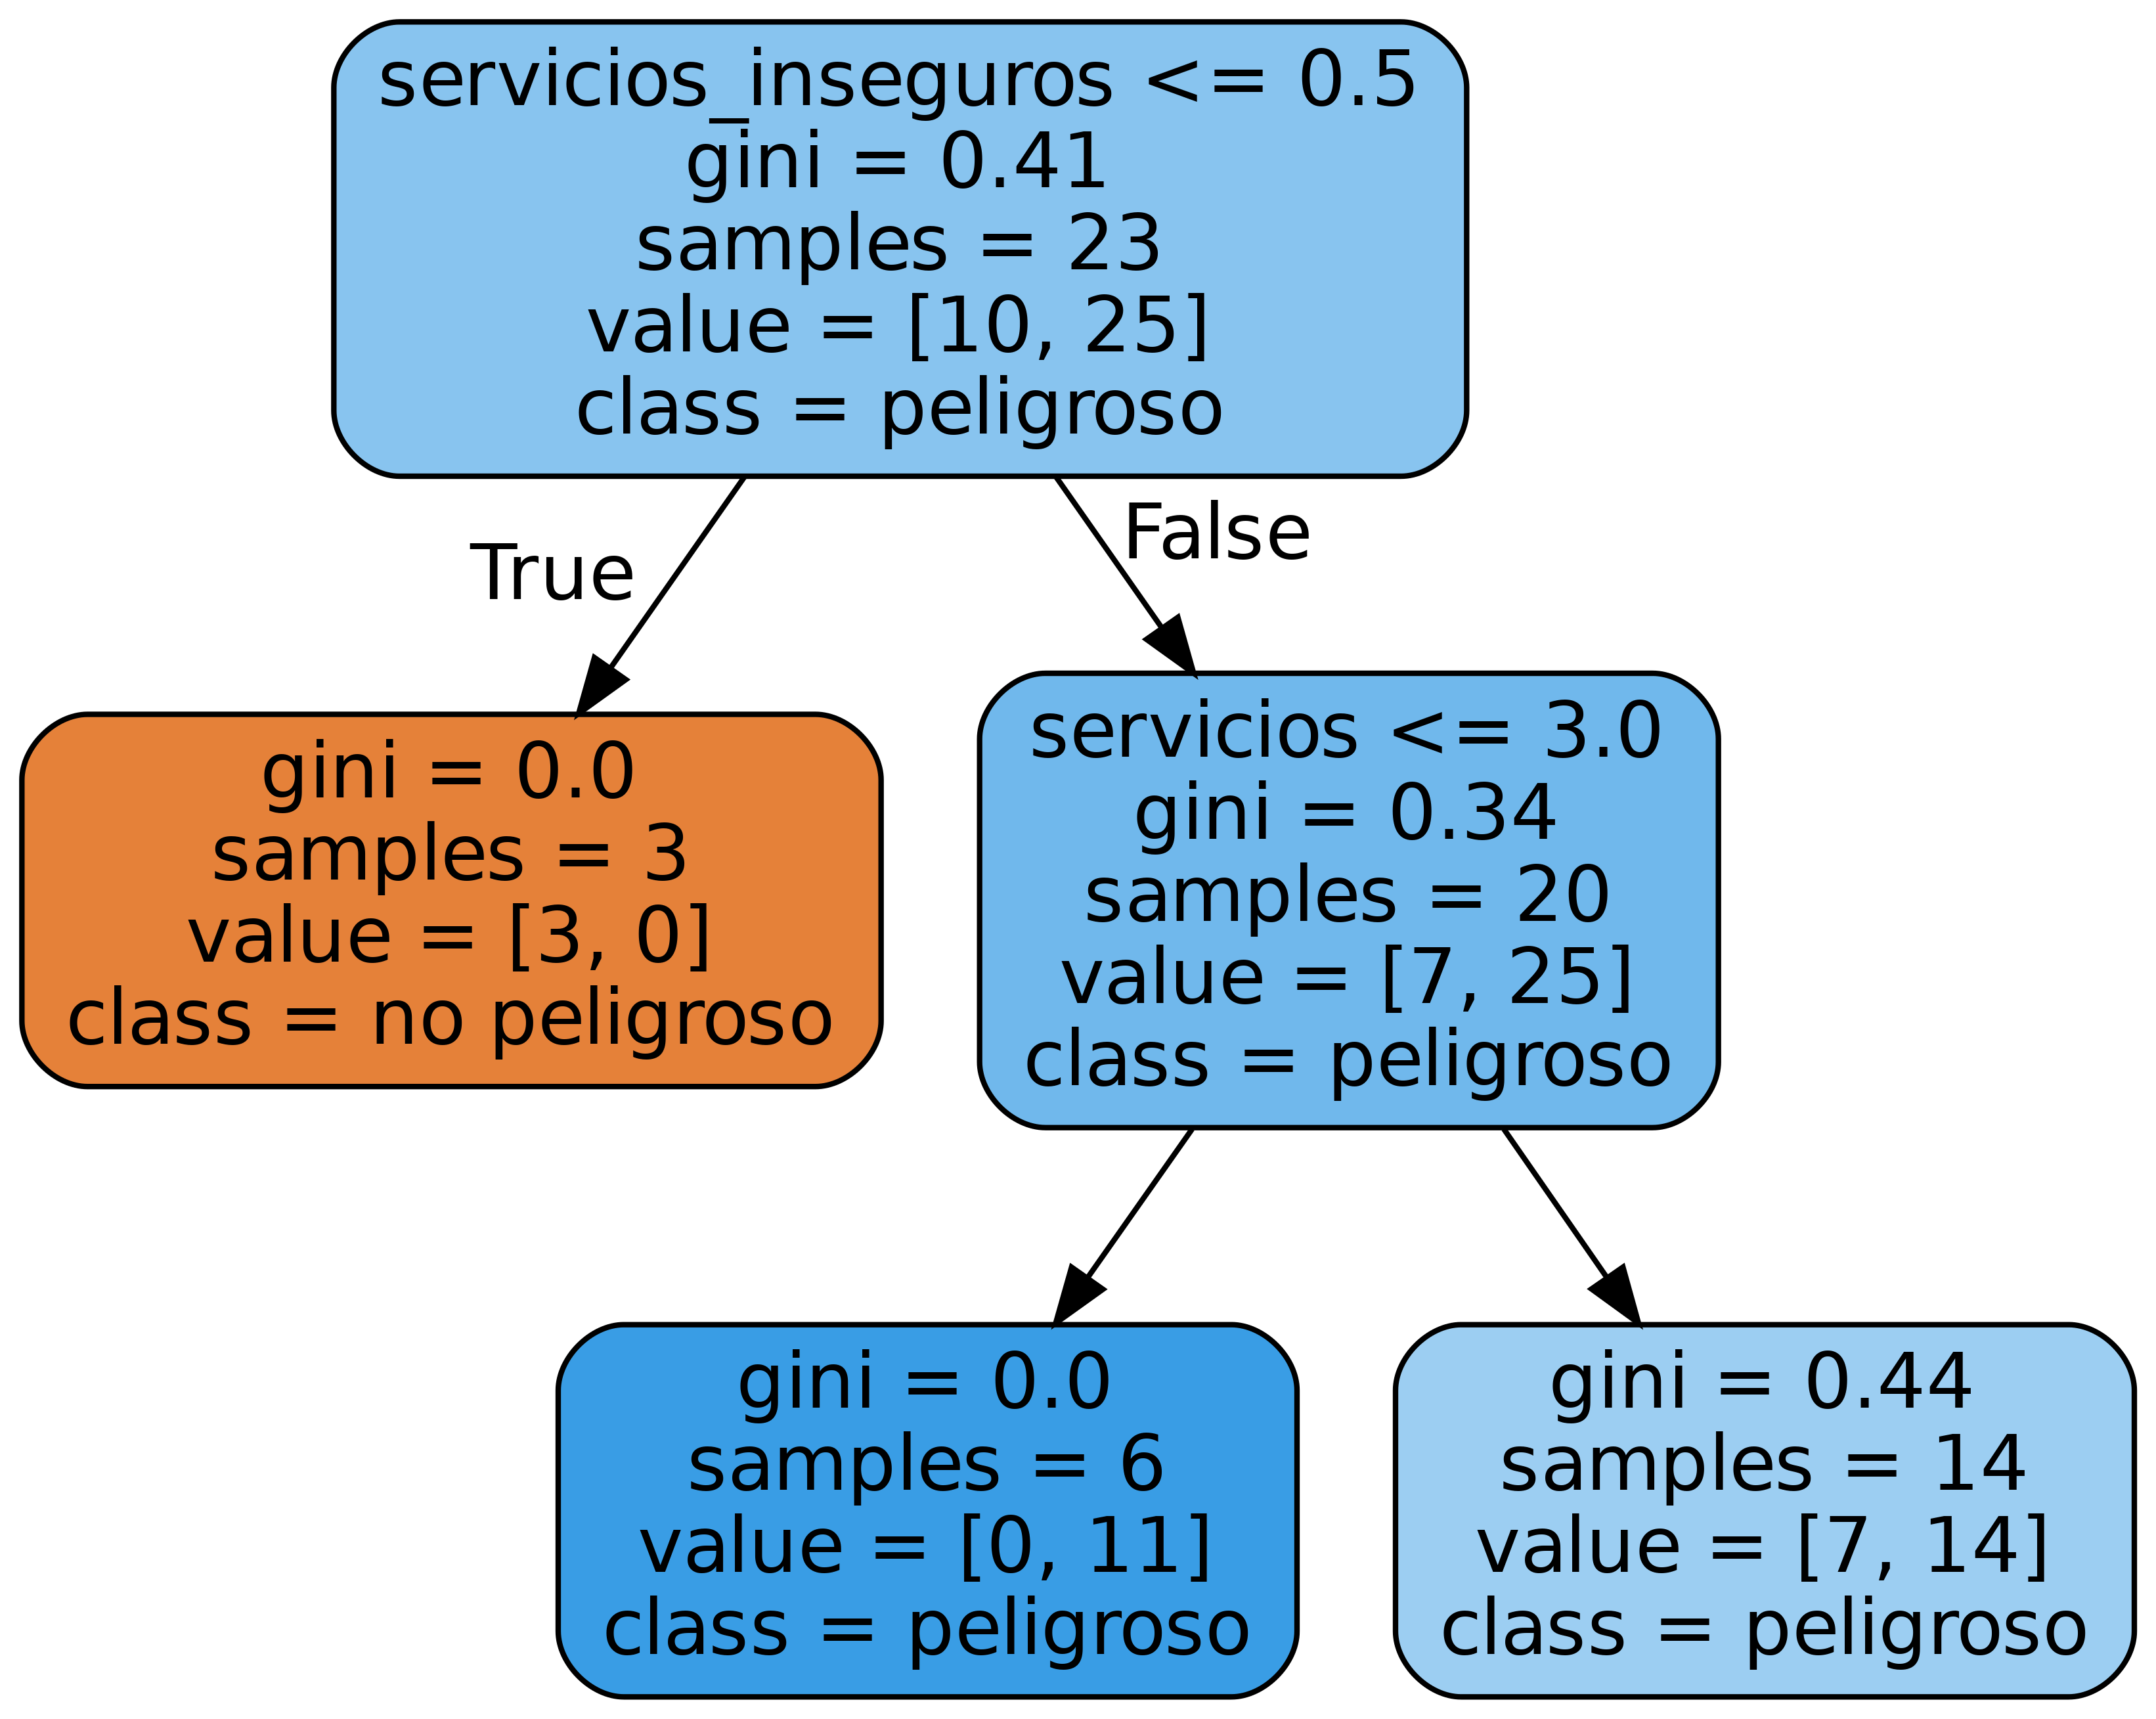 servicios_inseguros <= 0.5
gini = 0.41
samples = 23
value = [10, 25]
class = peligroso
True
False
gini = 0.0
samples = 3
value = [3, 0]
class = no peligroso
servicios <= 3.0
gini = 0.34
samples = 20
value = [7, 25]
class = peligroso
gini = 0.0
samples = 6
value = [0, 11]
class = peligroso
gini = 0.44
samples = 14
value = [7, 14]
class = peligroso